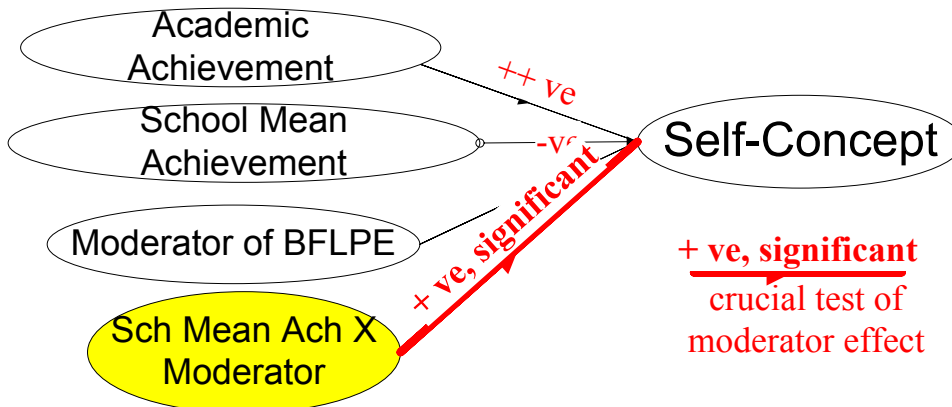 Academic
Achievement
++ ve
School Mean
Achievement
-ve
Self-Concept
Moderator of BFLPE
+ ve, significant
Sch Mean Ach X
Moderator
+ ve, significant
crucial test of
moderator effect